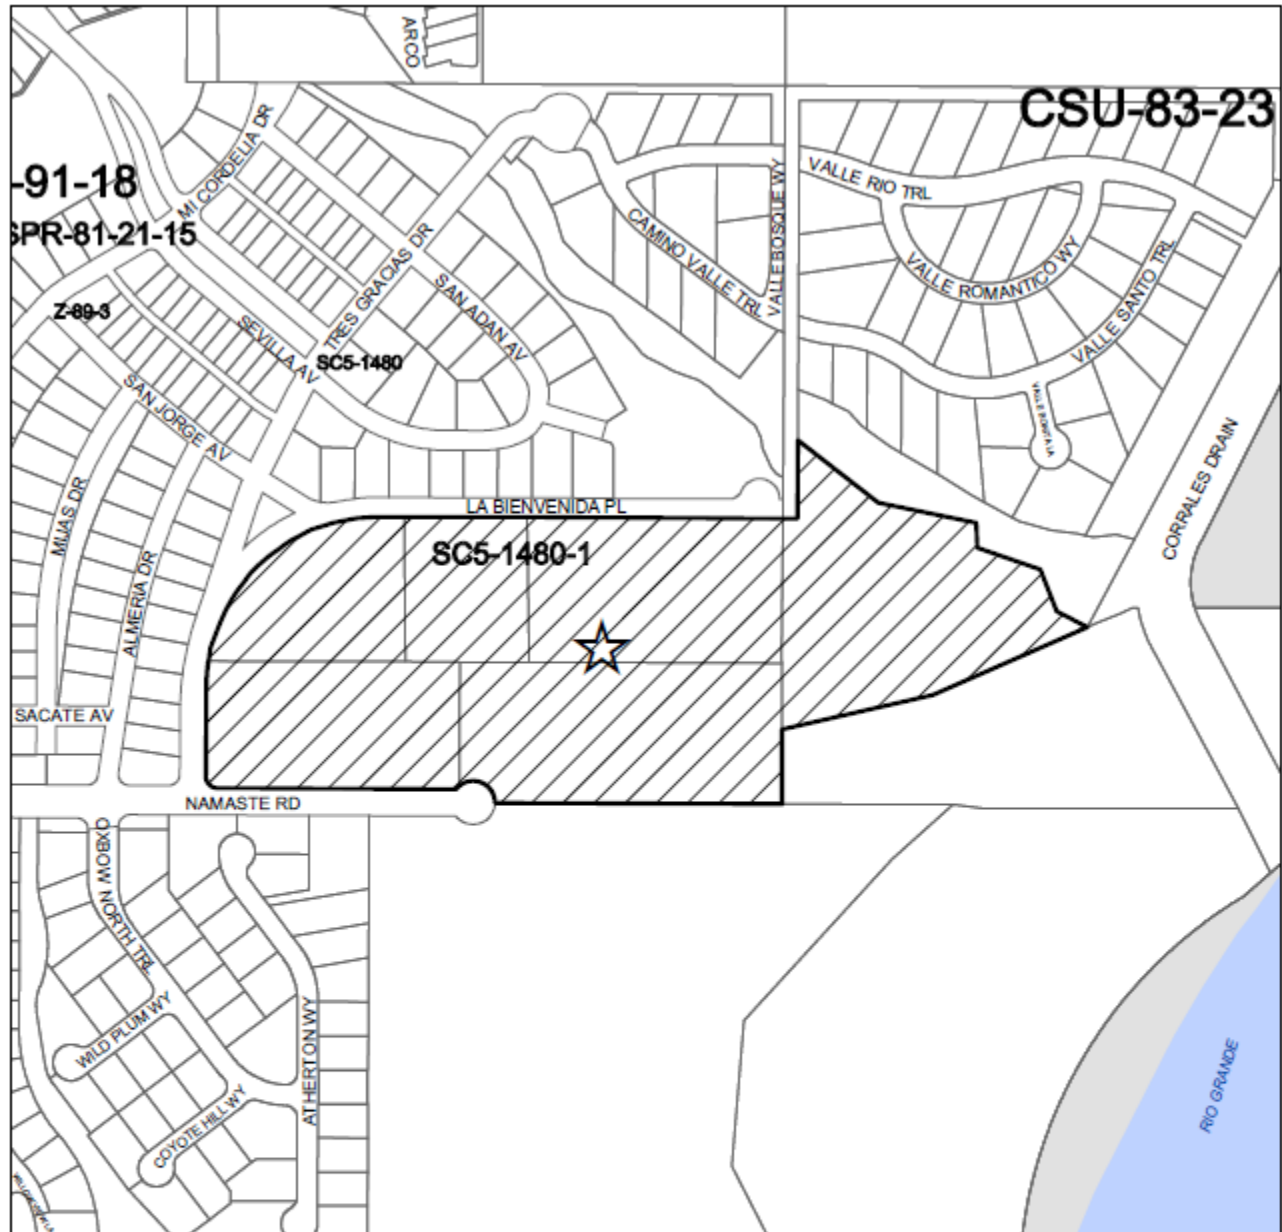 ARCO
CSU-83-23
MI CORDELIA DR
-91-18
SPR-81-21-15
VALLE RIO TRL
VALLE BOSQUE WY
CAMINO VALLE TRL
TRES GRACIAS DR
VALLE ROMANTICO WY
SAN ADAN AV
VALLE SANTO TRL
Z-89-3
SEVILLA AV
SC5-1480
SAN JORGE AV
VALLE BONITA LA
CORRALES DRAIN
MIJAS DR
LA BIENVENIDA PL
SC5-1480-1
ALMERIA DR
SACATE AV
NAMASTE RD
OXBOW NORTH TRL
WILD PLUM WY
ATHERTON WY
COYOTE HILL WY
RIO GRANDE